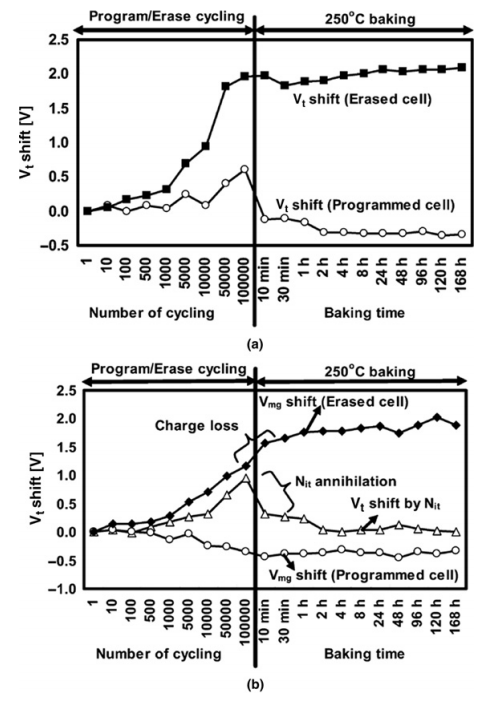 Program/Erase cycling
250°C baking
2.5
2.0
1.5
1.0
0.5
0.0
−0.5
Vt shift [V]
Vt shift (Erased cell)
Vt shift (Programmed cell)
1
10
100
500
1000
5000
10000
50000
100000
10 min
30 min
1 h
2 h
4 h
8 h
24 h
48 h
96 h
120 h
168 h
Number of cycling
Baking time
(a)
Program/Erase cycling
250°C baking
2.5
2.0
1.5
1.0
0.5
0.0
−0.5
−1.0
Vt shift [V]
Vmg shift (Erased cell)
Charge loss
Nit annihilation
Vt shift by Nit
Vmg shift (Programmed cell)
1
10
100
500
1000
5000
10000
50000
100000
10 min
30 min
1 h
2 h
4 h
8 h
24 h
48 h
96 h
120 h
168 h
Number of cycling
Baking time
(b)